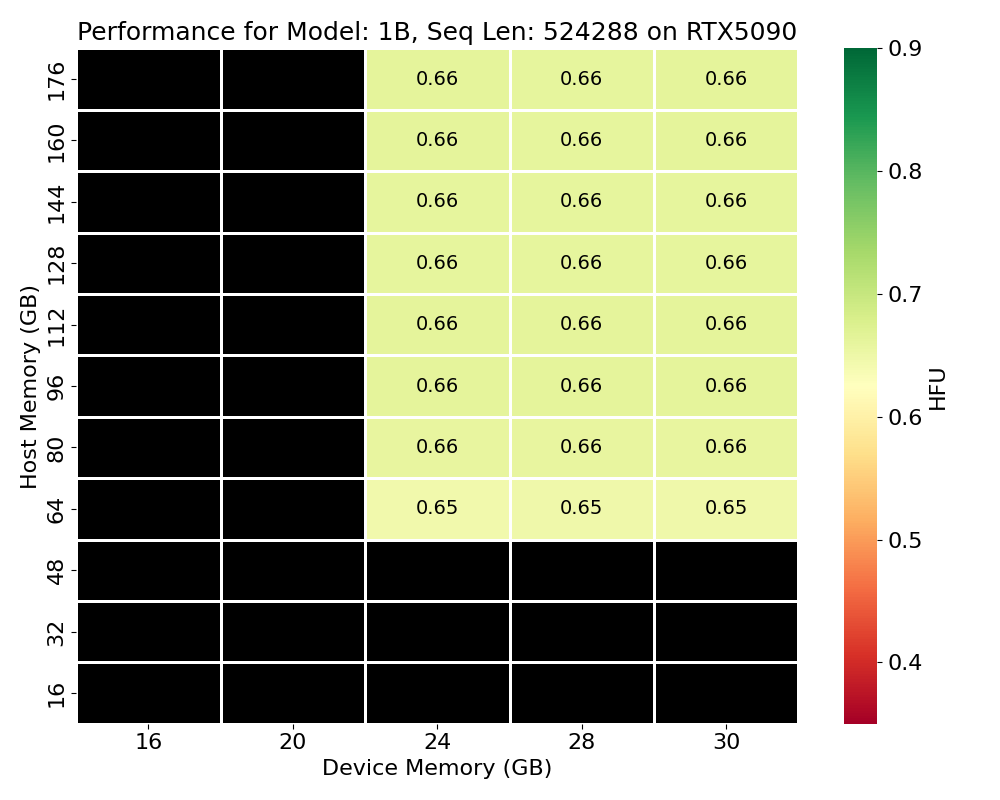 Performance for Model: 1B, Seq Len: 524288 on RTX5090
Host Memory (GB)
176 0.66 0.66 0.66
160 0.66 0.66 0.66
144 0.66 0.66 0.66
128 0.66 0.66 0.66
112 0.66 0.66 0.66
96 0.66 0.66 0.66
80 0.66 0.66 0.66
64 0.65 0.65 0.65
48
32
16
16 20 24 28 30
Device Memory (GB)
0.9
0.8
0.7
0.6
0.5
0.4
HFU